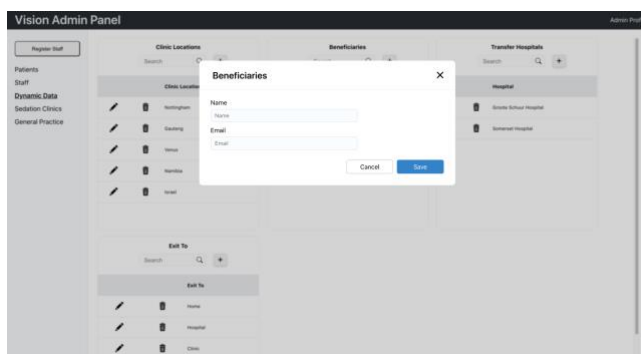 Vision Admin Panel
Admin Prof
Register Staff
Patients
Staff
Dynamic Data
Sedation Clinics
General Practice
Clinic Locations
Search
+
Clinic Location
Nottingham
Gauteng
Venue
Namibia
Israel
Beneficiaries
Transfer Hospitals
Search
+
Hospital
Groote Schuur Hospital
Somerset Hospital
Beneficiaries
Name
Name
Email
Email
Cancel
Save
Exit To
Search
+
Exit To
Home
Hospital
Clinic